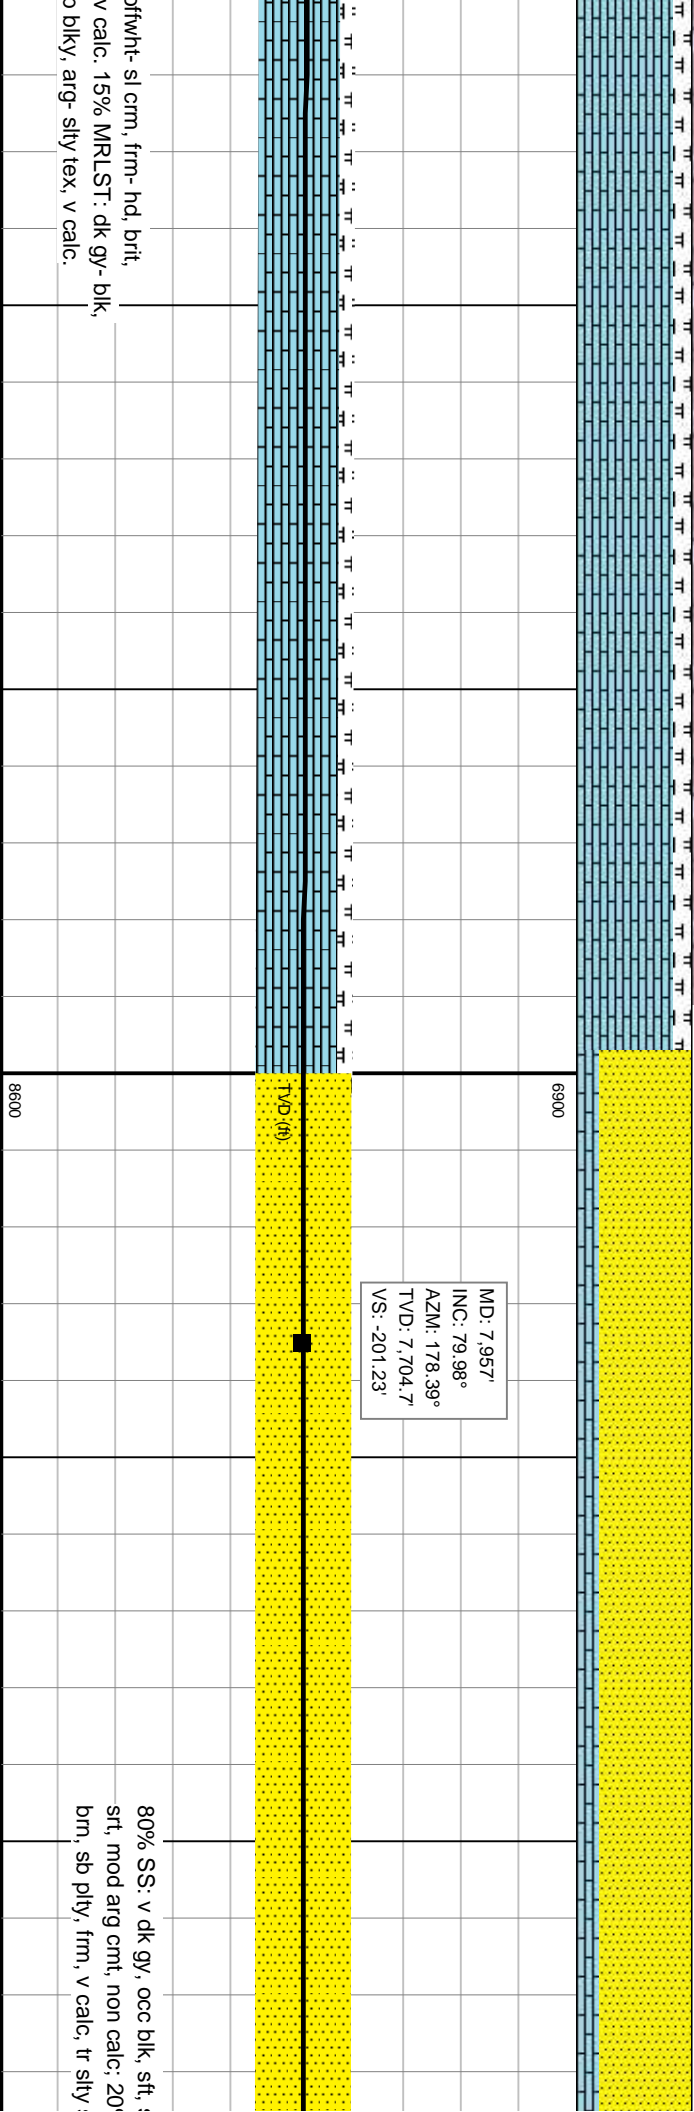 offwht- sl crm, frm- hd, brit,
v calc. 15% MRLST: dk gy- blk,
blky, arg- slty tex, v calc.
6900
TVD (ft)
8600
MD: 7,957'
INC: 79.98°
AZM: 178.39°
TVD: 7,704.7'
VS: -201.23'
80% SS: v dk gy, occ blk, sft,
srt, mod arg cmt, non calc; 20%
brn, sb plty, frm, v calc, tr slty